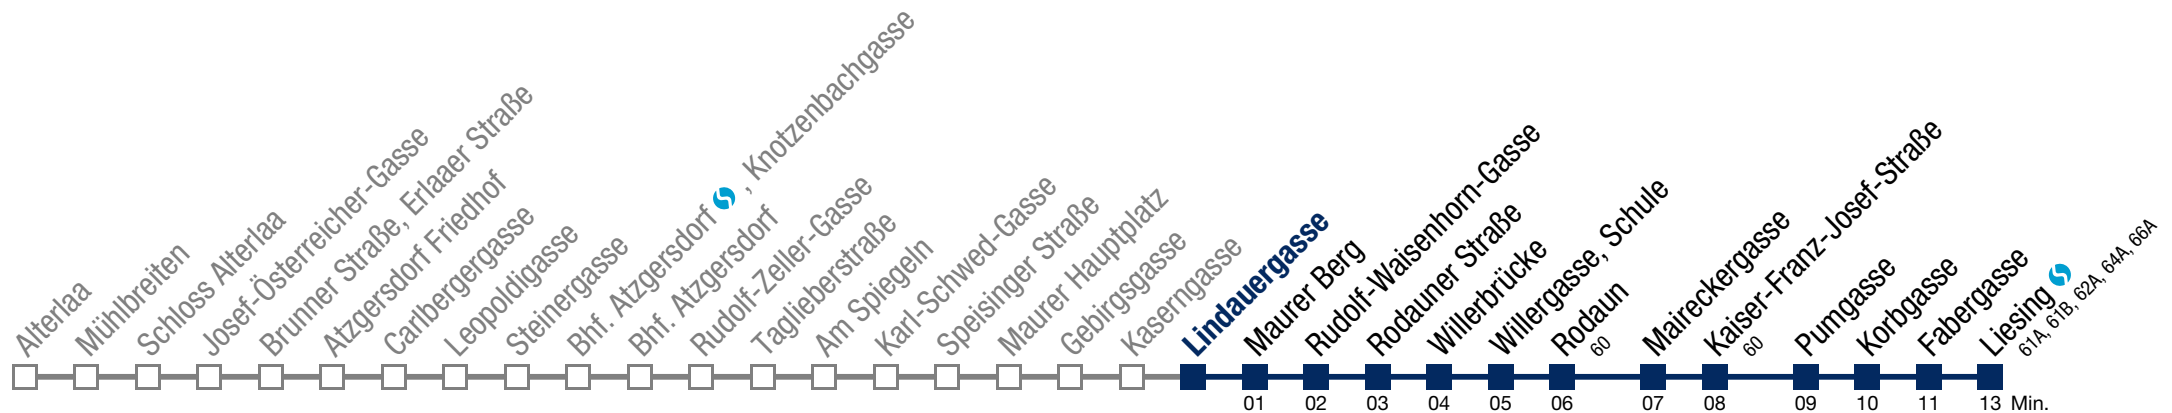 Alterlaa
Mühlbreiten
Schloss Alterlaa
Josef-Österreicher-Gasse
Brunner Straße, Erlaaer Straße
Atzgersdorf Friedhof
Carlbergergasse
Leopoldigasse
Steinergasse
Bhf. Atzgersdorf , Knotzenbachgasse
Bhf. Atzgersdorf
Rudolf-Zeller-Gasse
Taglieberstraße
Am Spiegeln
Karl-Schwed-Gasse
Speisinger Straße
Maurer Hauptplatz
Gebirgsgasse
Kaserngasse
Lindauergasse
Maurer Berg
Rudolf-Waisenhorn-Gasse
Rodauner Straße
Willerbrücke
Willergasse, Schule
Rodaun
60
Maireckergasse
Kaiser-Franz-Josef-Straße
60
Pumgasse
Korbgasse
Fabergasse
Liesing
61A, 61B, 62A, 64A, 66A
01 02 03 04 05 06 07 08 09 10 11 13 Min.